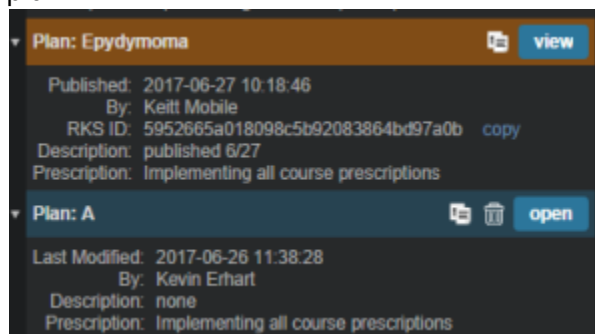 Plan: Epydymoma view
Published: 2017-06-27 10:18:46
By: Keitt Mobile
RKS ID: 5952665a018098c5b92083864bd97a0b copy
Description: published 6/27
Prescription: Implementing all course prescriptions
Plan: A open
Last Modified: 2017-06-26 11:38:28
By: Kevin Erhart
Description: none
Prescription: Implementing all course prescriptions